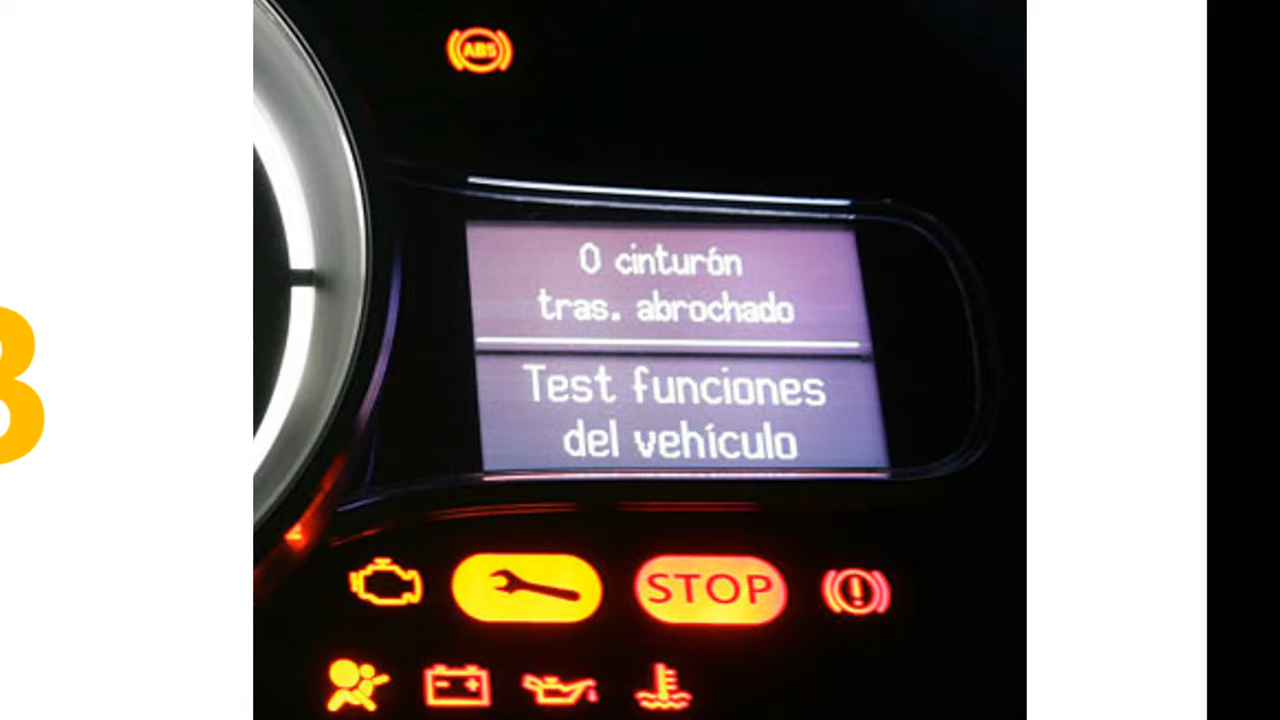 ABS
0 cinturón
tras. abrochado
Test funciones
del vehículo
STOP